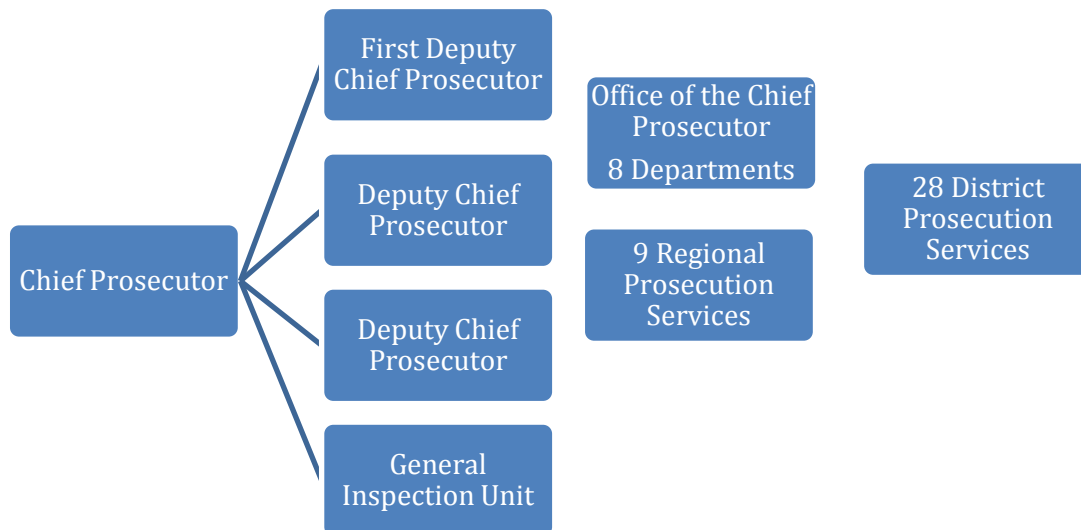 Chief Prosecutor
First Deputy
Chief Prosecutor
Deputy Chief
Prosecutor
Deputy Chief
Prosecutor
General
Inspection Unit
Office of the Chief
Prosecutor
8 Departments
9 Regional
Prosecution
Services
28 District
Prosecution
Services